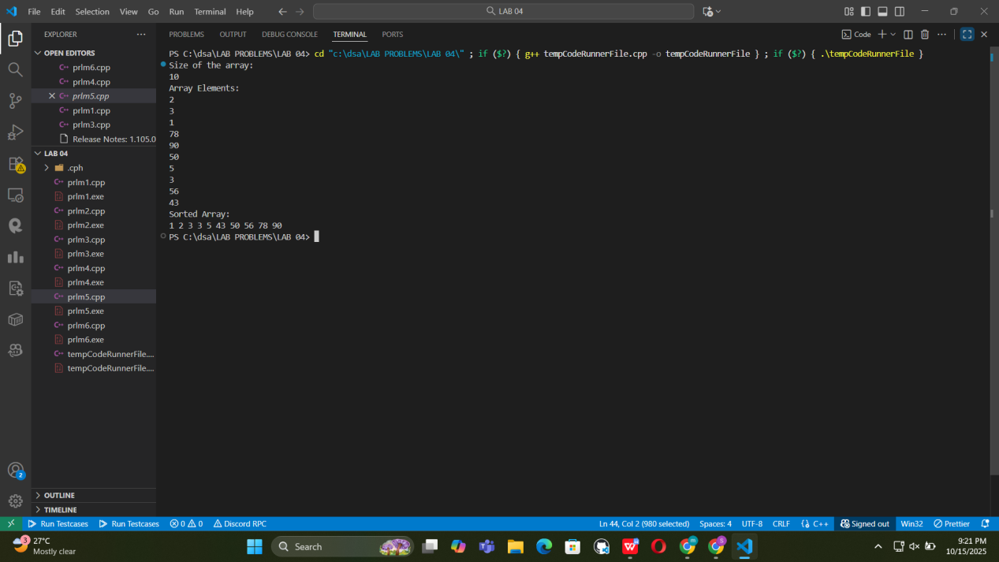 File Edit Selection View Go Run Terminal Help
LAB 04
EXPLORER
OPEN EDITORS
prlm6.cpp
prlm4.cpp
prlm5.cpp
prlm1.cpp
prlm3.cpp
Release Notes: 1.105.0
LAB 04
.cph
prlm1.cpp
prlm1.exe
prlm2.cpp
prlm2.exe
prlm3.cpp
prlm3.exe
prlm4.cpp
prlm4.exe
prlm5.cpp
prlm5.exe
prlm6.cpp
prlm6.exe
tempCodeRunnerFile....
tempCodeRunnerFile....
OUTLINE
TIMELINE
PROBLEMS OUTPUT DEBUG CONSOLE TERMINAL PORTS
Code
PS C:\dsa\LAB PROBLEMS\LAB 04> cd "c:\dsa\LAB PROBLEMS\LAB 04\" ; if ($?) { g++ tempCodeRunnerFile.cpp -o tempCodeRunnerFile } ; if ($?) { .\tempCodeRunnerFile }
Size of the array:
10
Array Elements:
2
3
1
78
90
50
5
3
56
43
Sorted Array:
1 2 3 3 5 43 50 56 78 90
PS C:\dsa\LAB PROBLEMS\LAB 04>
2
Run Testcases Run Testcases 0 0 Discord RPC Ln 44, Col 2 (980 selected) Spaces: 4 UTF-8 CRLF {} C++ Signed out Win32 Prettier
3
27°C
Mostly clear
Search
W
m
S
9:21 PM
10/15/2025